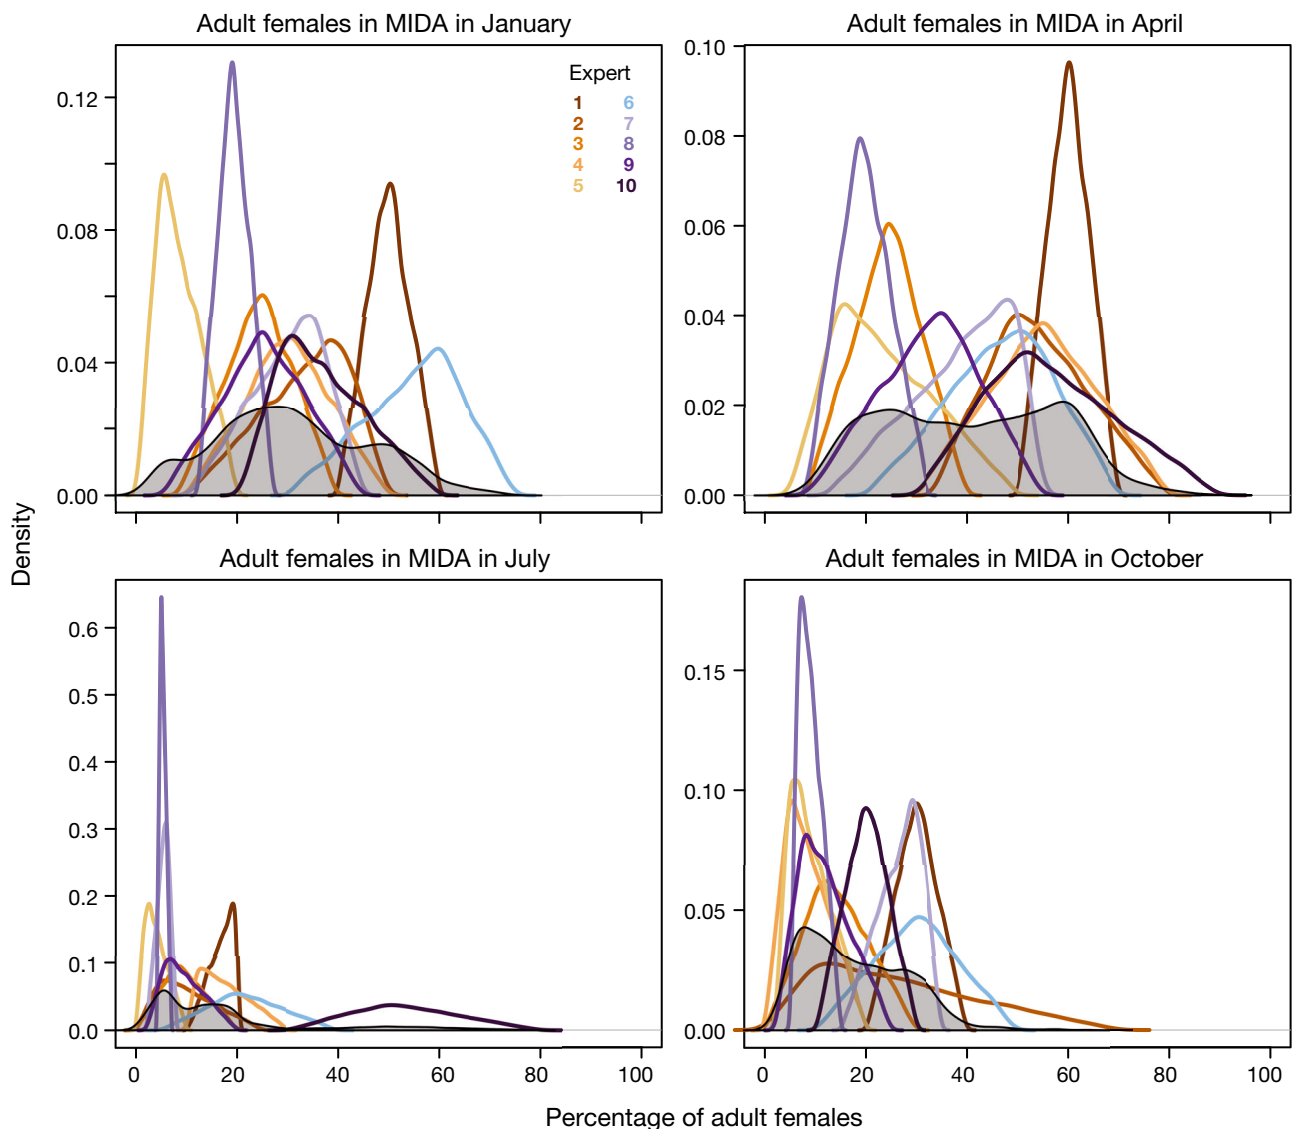 Adult females in MIDA in January
Adult females in MIDA in April
0.12
0.08
0.04
0.00
Expert
1 6
2 7
3 8
4 9
5 10
0.10
0.08
0.06
0.04
0.02
0.00
Density
Adult females in MIDA in July
Adult females in MIDA in October
0.6
0.5
0.4
0.3
0.2
0.1
0.0
0.15
0.10
0.05
0.00
0 20 40 60 80 100
0 20 40 60 80 100
Percentage of adult females